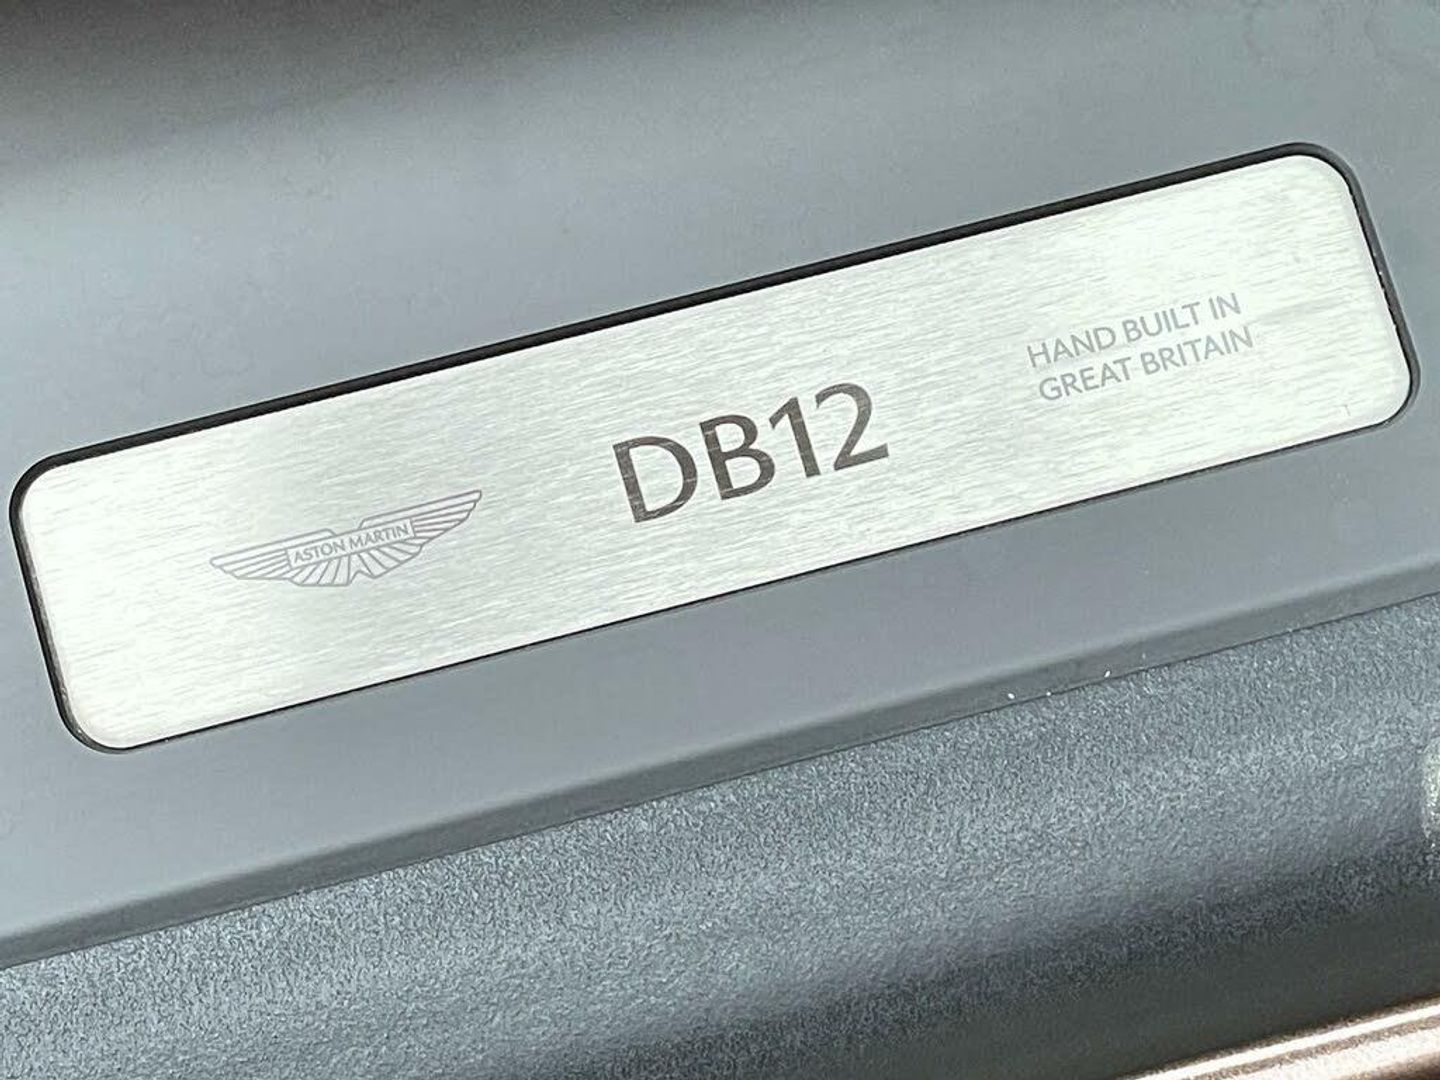 ASTON MARTIN
DB12
HAND BUILT IN
GREAT BRITAIN